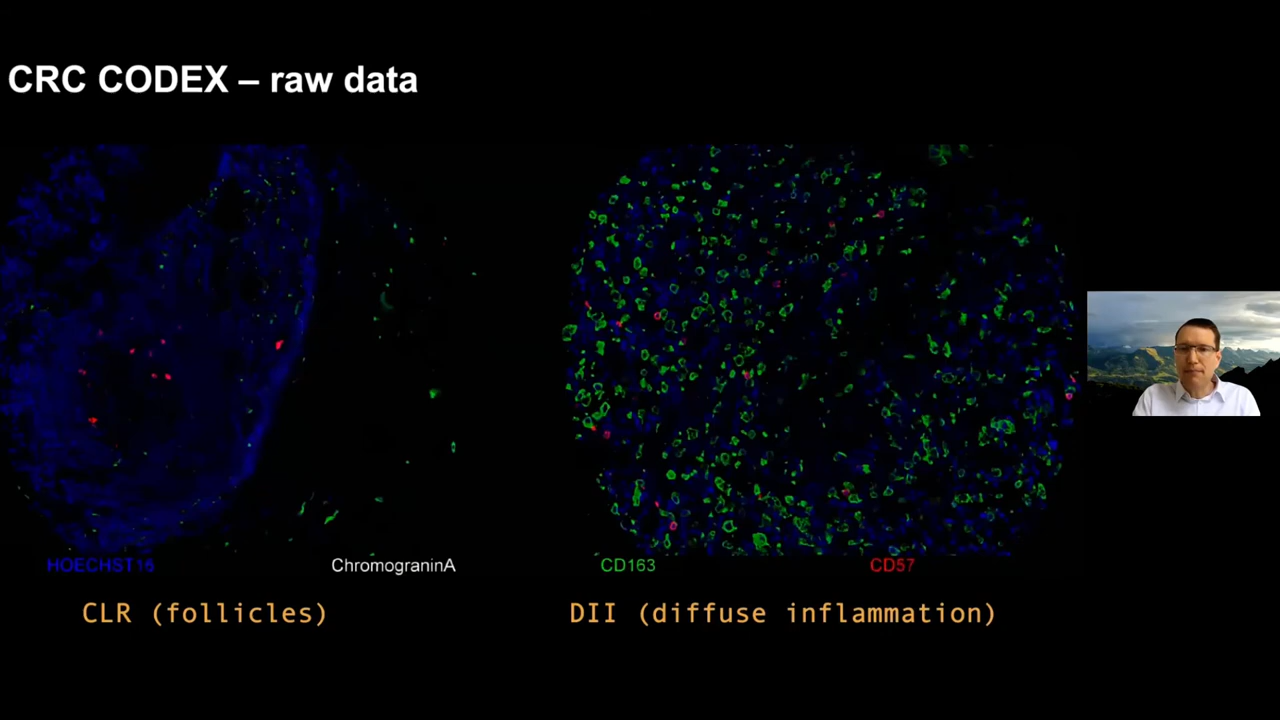 CRC CODEX – raw data
HOECHST16 ChromograninA CD163 CD57
CLR (follicles) DII (diffuse inflammation)